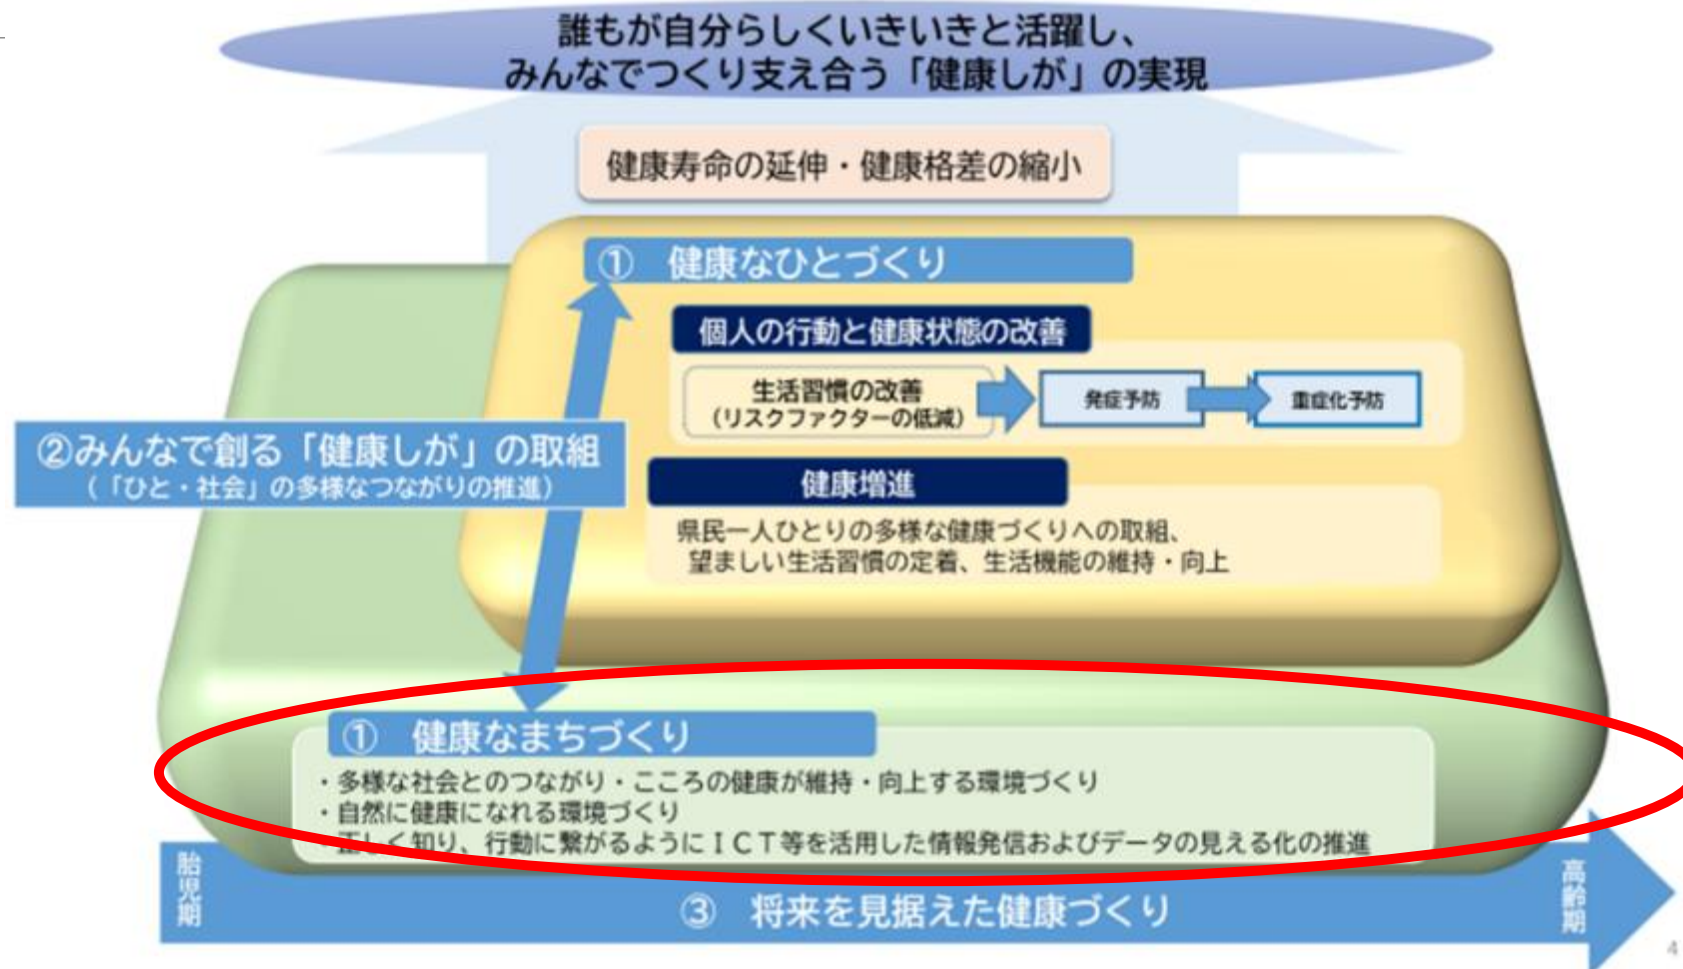 誰もが自分らしくいきいきと活躍し、
みんなでつくり支え合う「健康しが」の実現
健康寿命の延伸・健康格差の縮小
① 健康なひとづくり
個人の行動と健康状態の改善
生活習慣の改善
(リスクファクターの低減)
発症予防
重症化予防
②みんなで創る「健康しが」の取組
(「ひと・社会」の多様なつながりの推進)
健康増進
県民一人ひとりの多様な健康づくりへの取組、
望ましい生活習慣の定着、生活機能の維持・向上
① 健康なまちづくり
・多様な社会とのつながり・こころの健康が維持・向上する環境づくり
・自然に健康になれる環境づくり
・正しく知り、行動に繋がるようにＩＣＴ等を活用した情報発信およびデータの見える化の推進
胎児期
③ 将来を見据えた健康づくり
高齢期
4